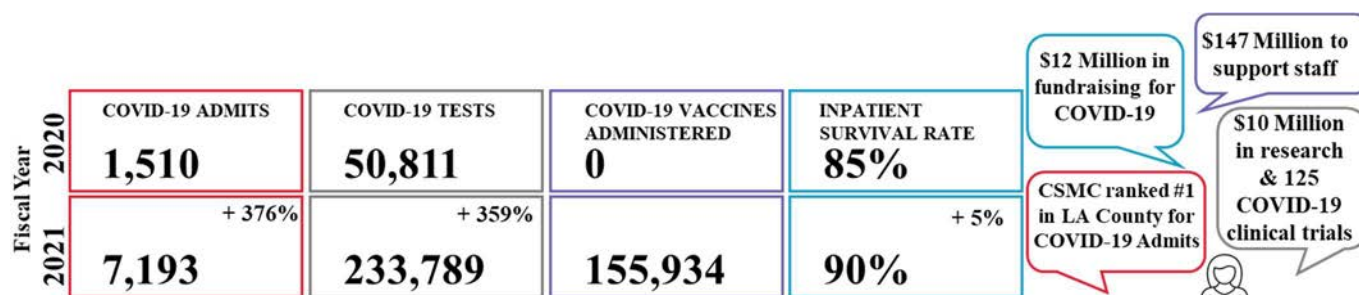 Fiscal Year
2020
COVID-19 ADMITS
1,510
COVID-19 TESTS
50,811
COVID-19 VACCINES
ADMINISTERED
0
INPATIENT
SURVIVAL RATE
85%
2021
+ 376%
7,193
+ 359%
233,789
155,934
+ 5%
90%
$12 Million in
fundraising for
COVID-19
$147 Million to
support staff
CSMC ranked #1
in LA County for
COVID-19 Admits
$10 Million
in research
& 125
COVID-19
clinical trials